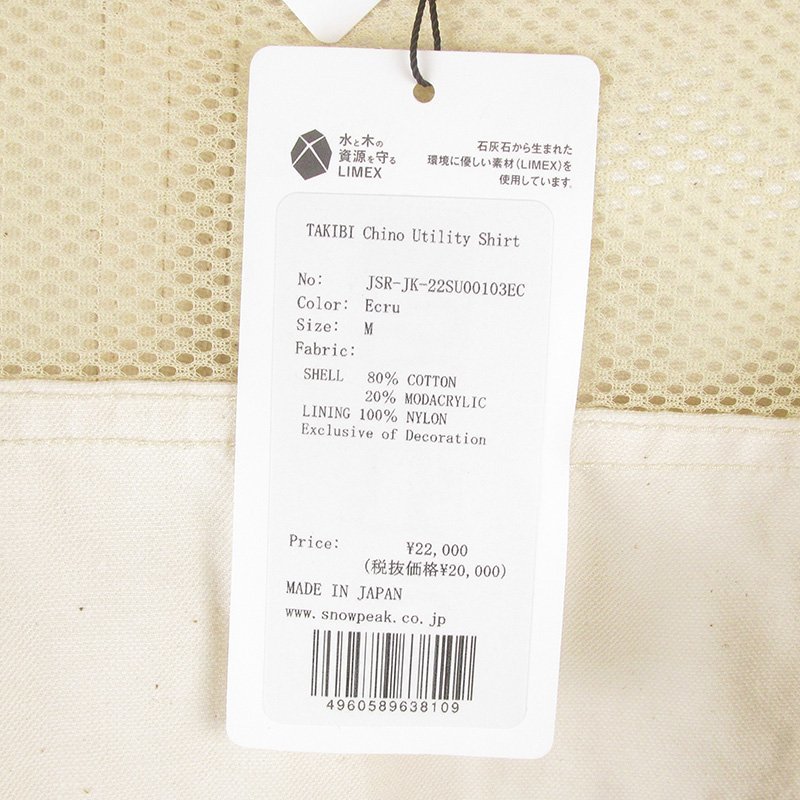 水と木の
資源を守る
LIMEX
石灰石から生まれた
環境に優しい素材(LIMEX)を
使用しています。
TAKIBI Chino Utility Shirt
No: JSR-JK-22SU00103EC
Color: Ecru
Size: M
Fabric:
SHELL 80% COTTON
20% MODACRYLIC
LINING 100% NYLON
Exclusive of Decoration
Price: ¥22,000
(税抜価格¥20,000)
MADE IN JAPAN
www.snowpeak.co.jp
4960589638109